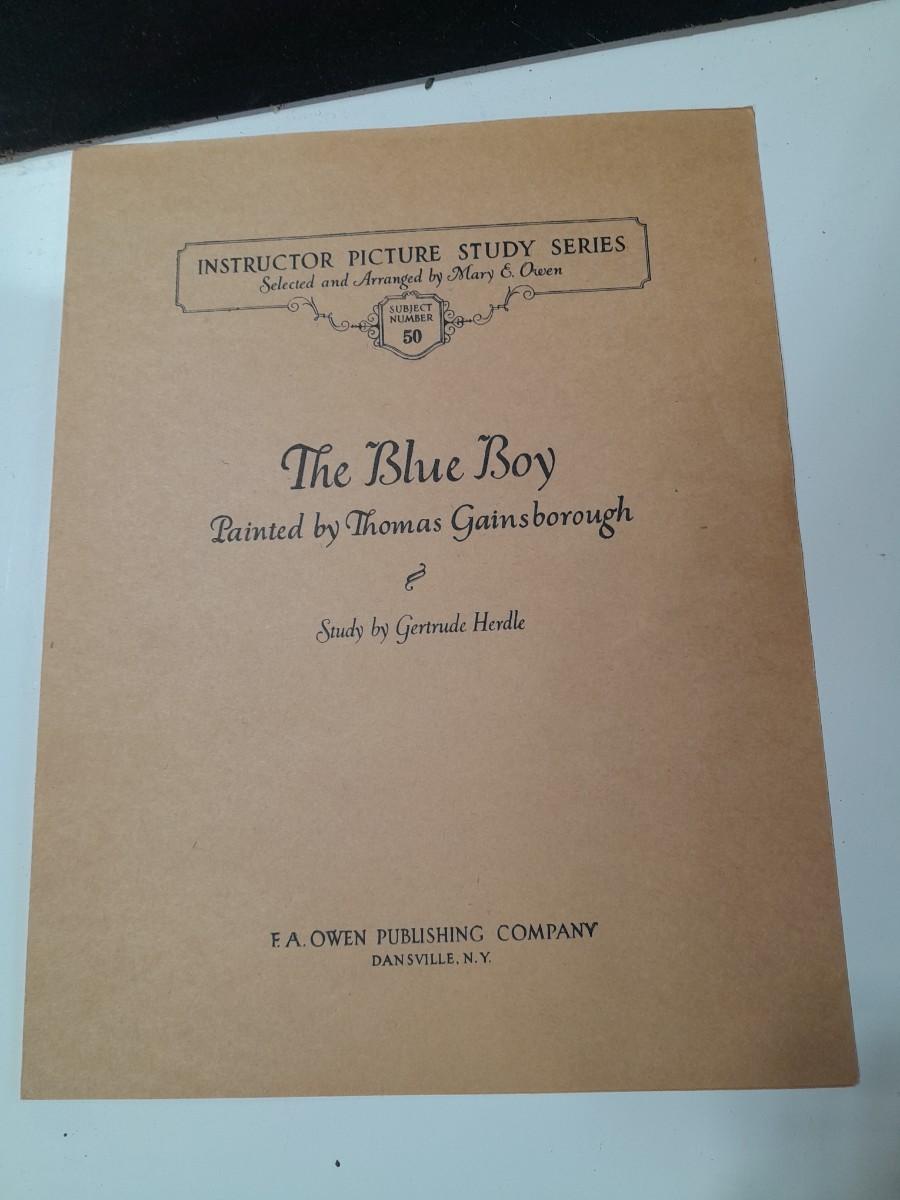 INSTRUCTOR PICTURE STUDY SERIES
Selected and Arranged by Mary E. Owen
SUBJECT
NUMBER
50
The Blue Boy
Painted by Thomas Gainsborough
Study by Gertrude Herdle
F. A. OWEN PUBLISHING COMPANY
DANSVILLE, N.Y.